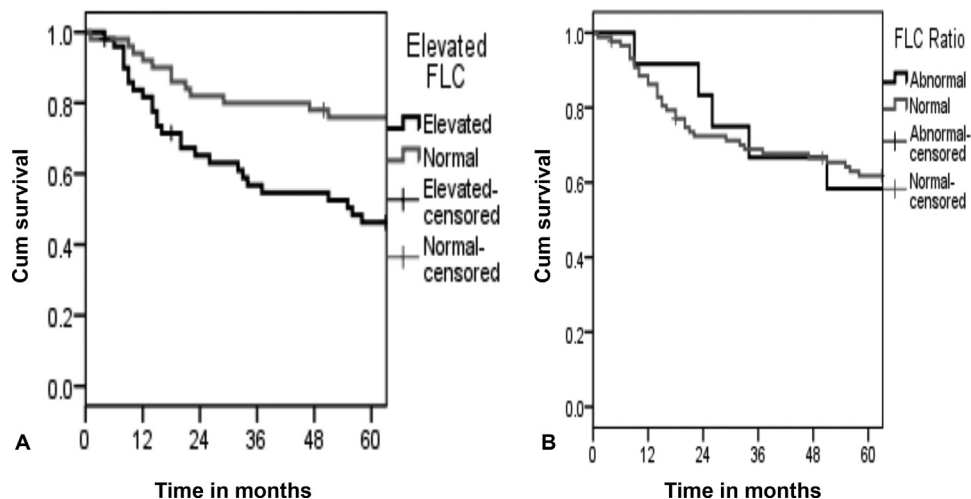 Elevated
FLC
Elevated
Normal
Elevated-
censored
Normal-
censored
1.0
0.8
0.6
0.4
0.2
0.0
Cum survival
0 12 24 36 48 60
A
Time in months
FLC Ratio
Abnormal
Normal
Abnormal-
censored
Normal-
censored
1.0
0.8
0.6
0.4
0.2
0.0
Cum survival
0 12 24 36 48 60
B
Time in months